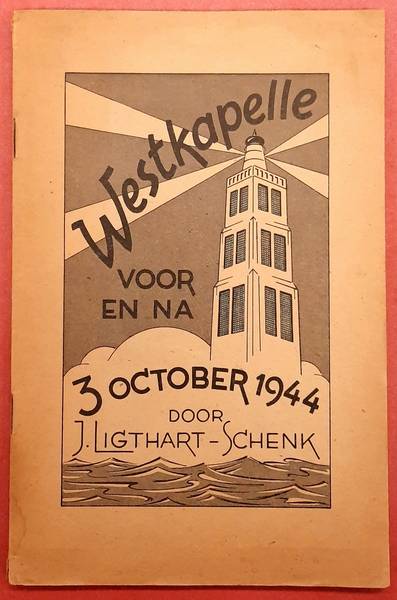 Westkapelle
VOOR
EN NA
3 OCTOBER 1944
DOOR
J. LIGTHART-SCHENK